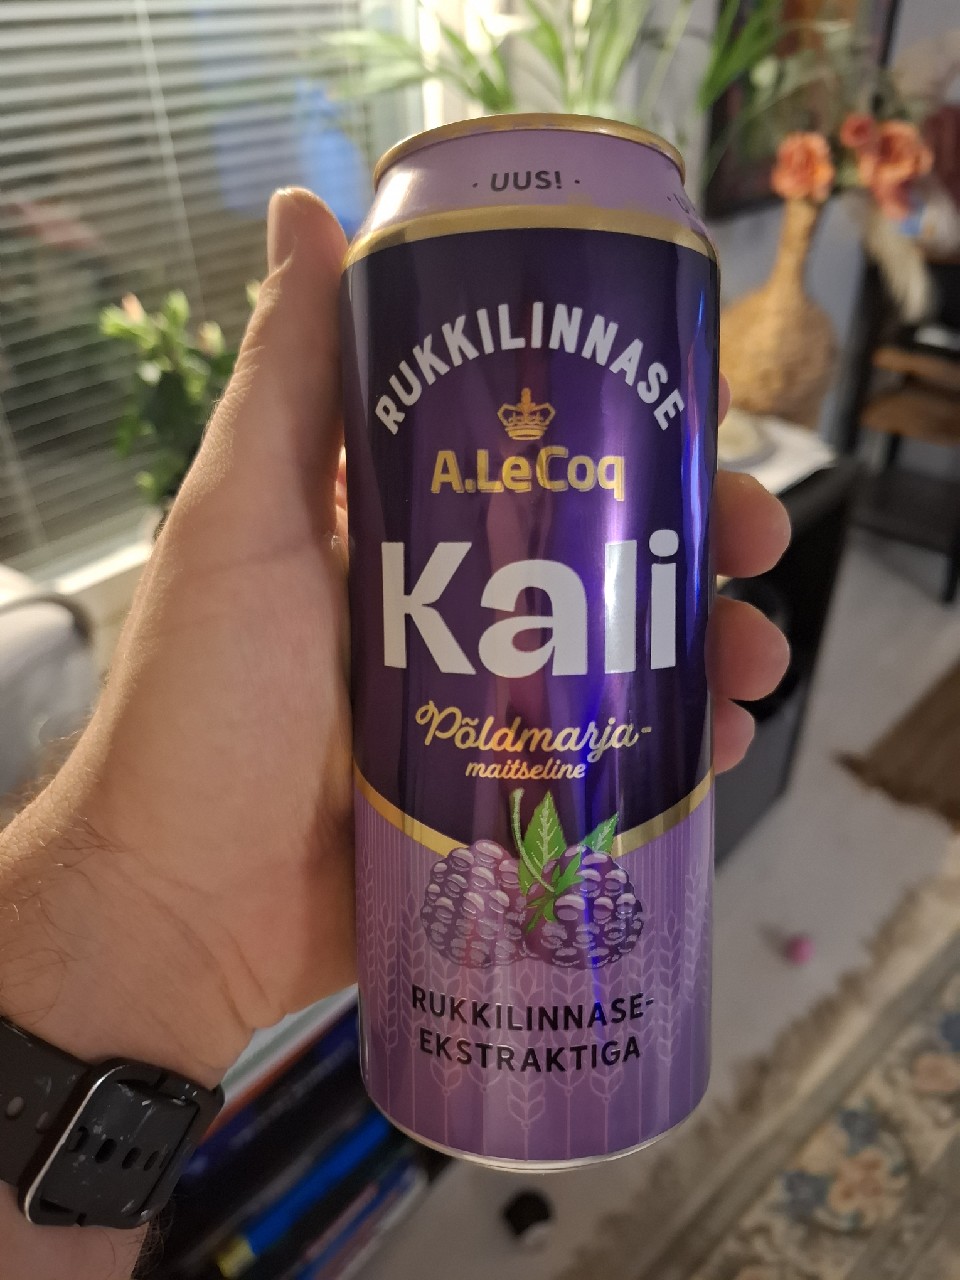 · UUS! ·
RUKKILINNASE
A.LeCoq
Kali
Põldmarja-
maitseline
RUKKILINNASE-
EKSTRAKTIGA